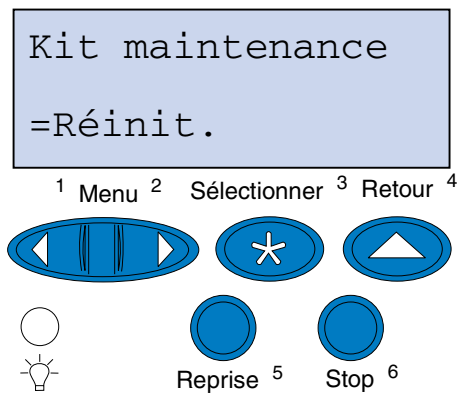 Kit maintenance
=Réinit.
1 Menu 2 Sélectionner 3 Retour 4
Reprise 5 Stop 6